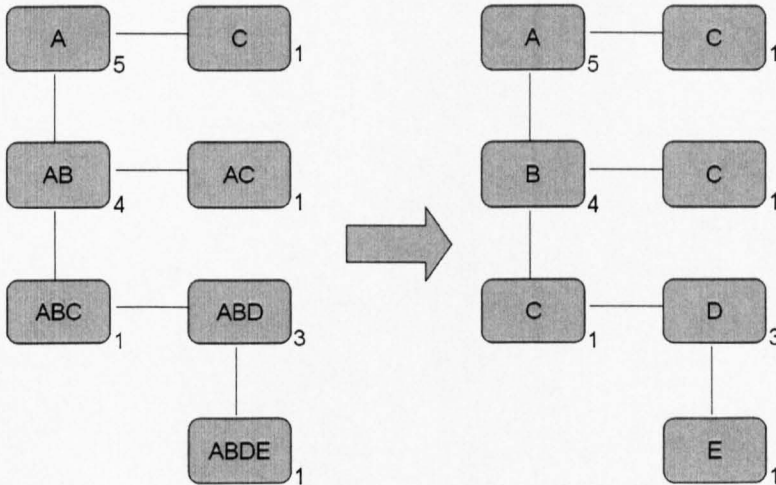 A C A C
5 1 5 1
AB AC B C
4 1 4 1
ABC ABD C D
1 3 1 3
ABDE E
1 1